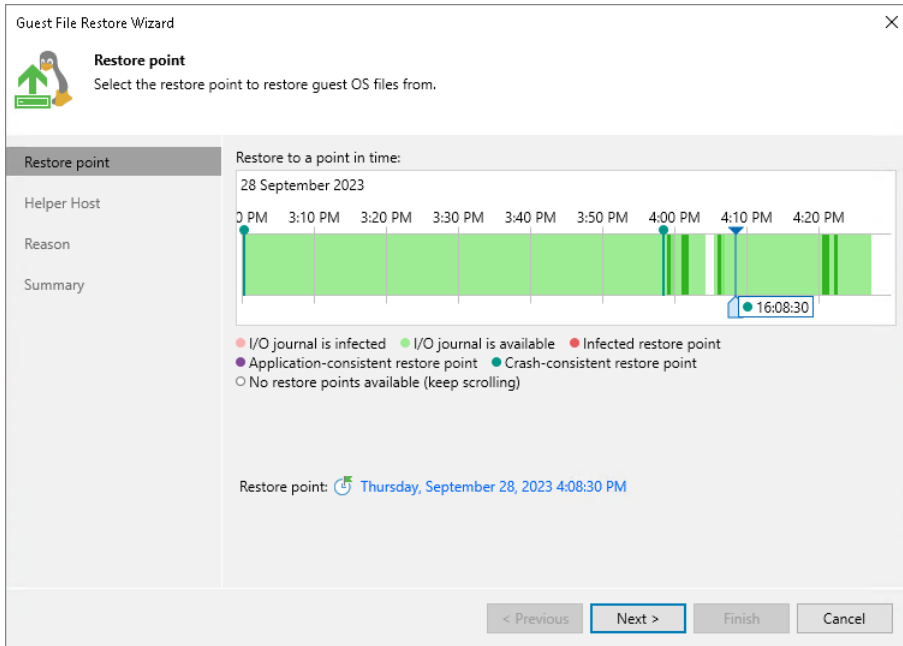 Guest File Restore Wizard
Restore point
Select the restore point to restore guest OS files from.
Restore point
Helper Host
Reason
Summary
Restore to a point in time:
28 September 2023
0 PM 3:10 PM 3:20 PM 3:30 PM 3:40 PM 3:50 PM 4:00 PM 4:10 PM 4:20 PM
16:08:30
I/O journal is infected I/O journal is available Infected restore point
Application-consistent restore point Crash-consistent restore point
No restore points available (keep scrolling)
Restore point: Thursday, September 28, 2023 4:08:30 PM
< Previous Next > Finish Cancel